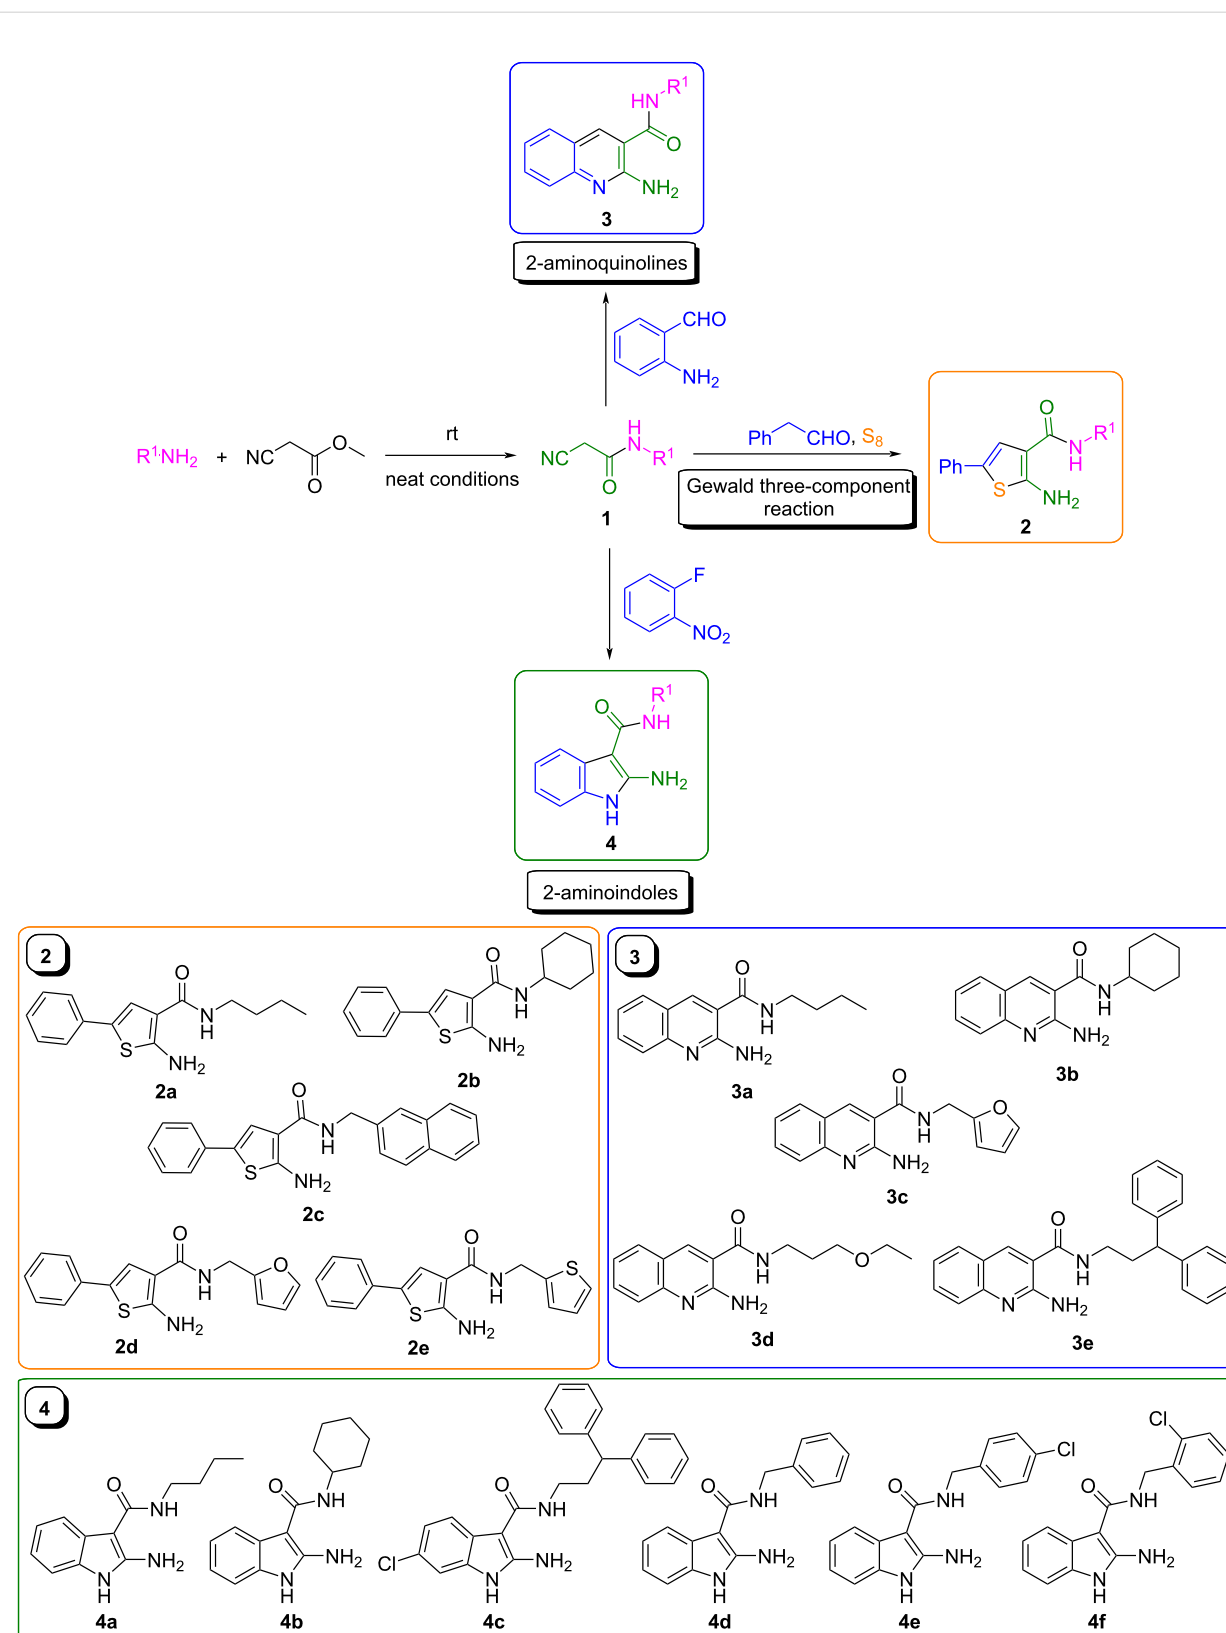 HN-R¹
O
N
NH₂
3
2-aminoquinolines
CHO
NH₂
R¹-NH₂ + NC
O
O
rt
neat conditions
NC
H
N
R¹
O
1
Ph
CHO, S₈
Gewald three-component
reaction
O
N
H
R¹
Ph
S
NH₂
2
F
NO₂
R¹
O
NH
NH₂
N
H
4
2-aminoindoles
2
O
N
H
S
NH₂
2a
O
N
H
S
NH₂
2b
O
N
H
S
NH₂
2c
O
N
H
O
S
NH₂
2d
O
N
H
S
S
NH₂
2e
3
O
N
H
N
NH₂
3a
O
N
H
N
NH₂
3b
O
N
H
O
N
NH₂
3c
O
N
H
O
N
NH₂
3d
O
N
H
N
NH₂
3e
4
O
NH
NH₂
N
H
4a
O
NH
NH₂
N
H
4b
O
NH
Cl
NH₂
N
H
4c
O
NH
NH₂
N
H
4d
Cl
O
NH
NH₂
N
H
4e
Cl
O
NH
NH₂
N
H
4f